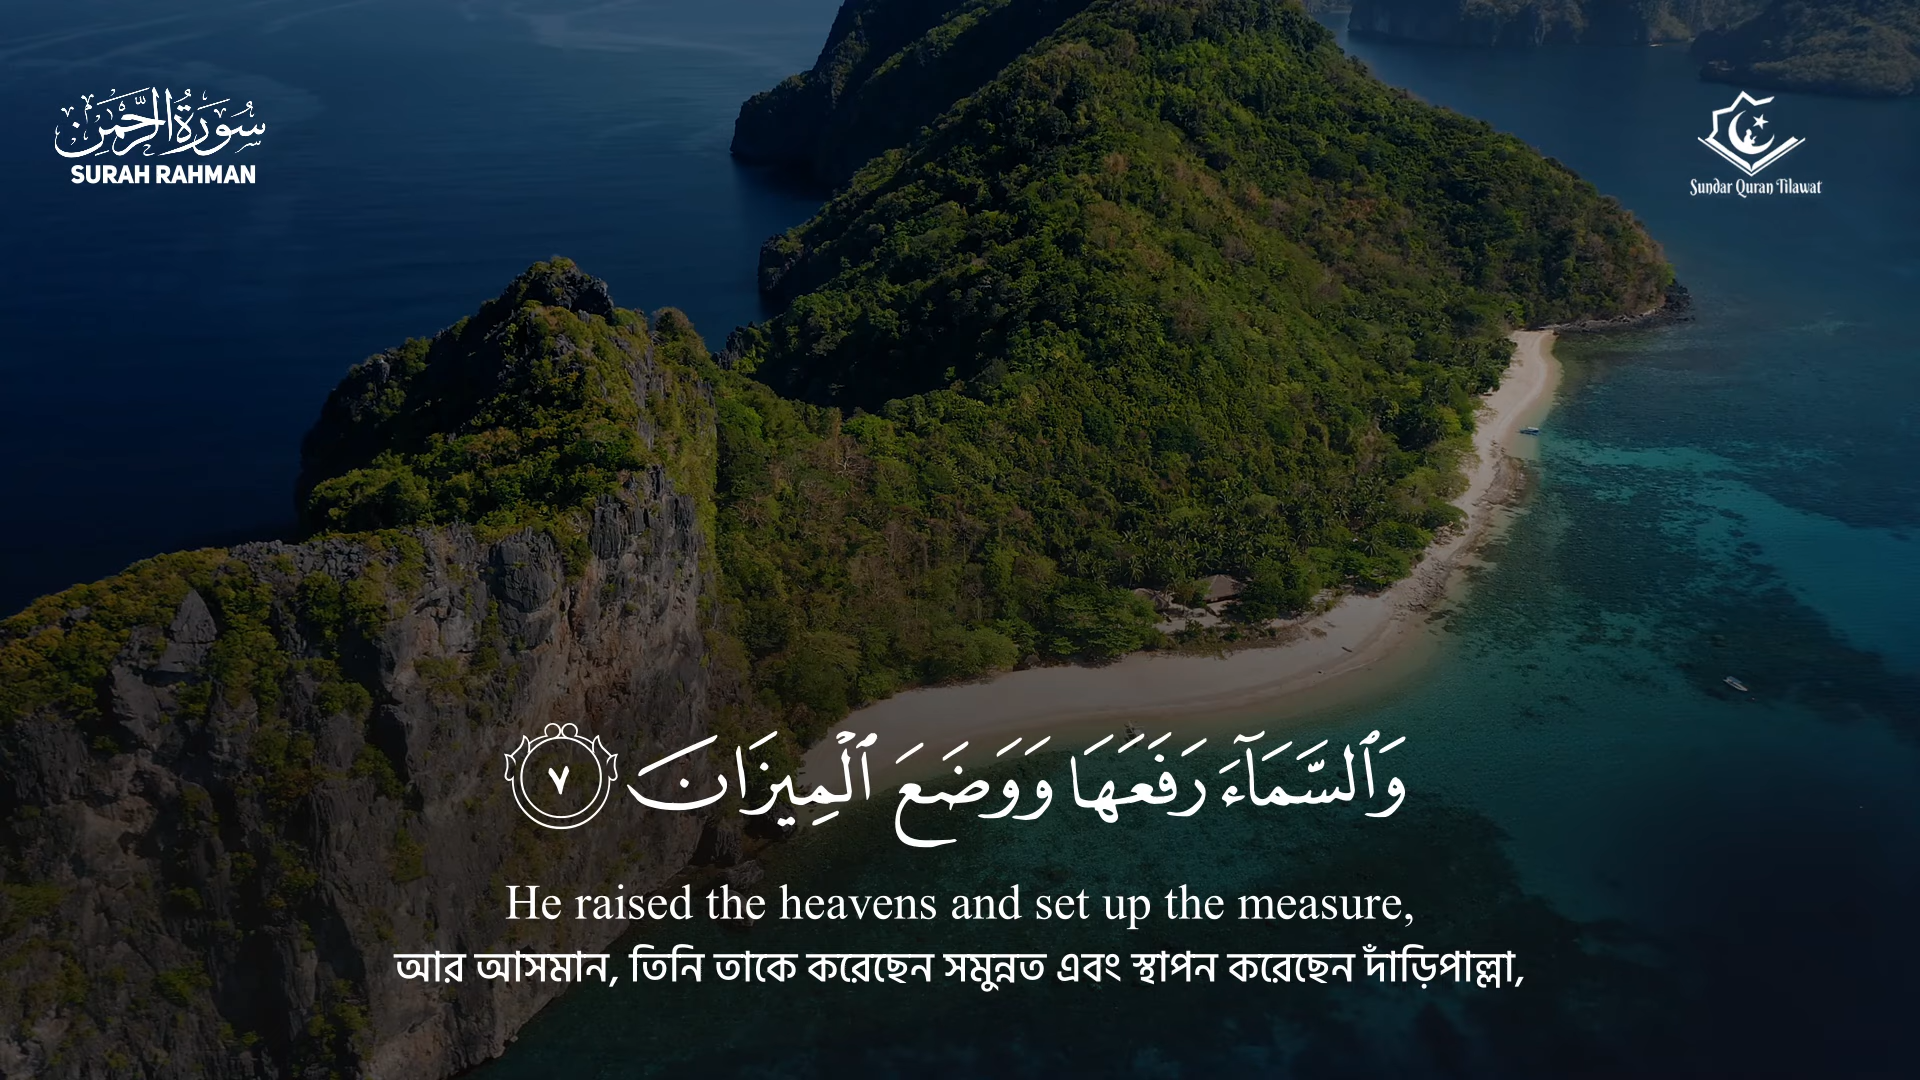 سُورَةُ الرَّحْمٰن
SURAH RAHMAN
Sundar Quran Tilawat
وَٱلسَّمَآءَ رَفَعَهَا وَوَضَعَ ٱلْمِيزَانَ ٧
He raised the heavens and set up the measure,
আর আসমান, তিনি তাকে করেছেন সমুন্নত এবং স্থাপন করেছেন দাঁড়িপাল্লা,